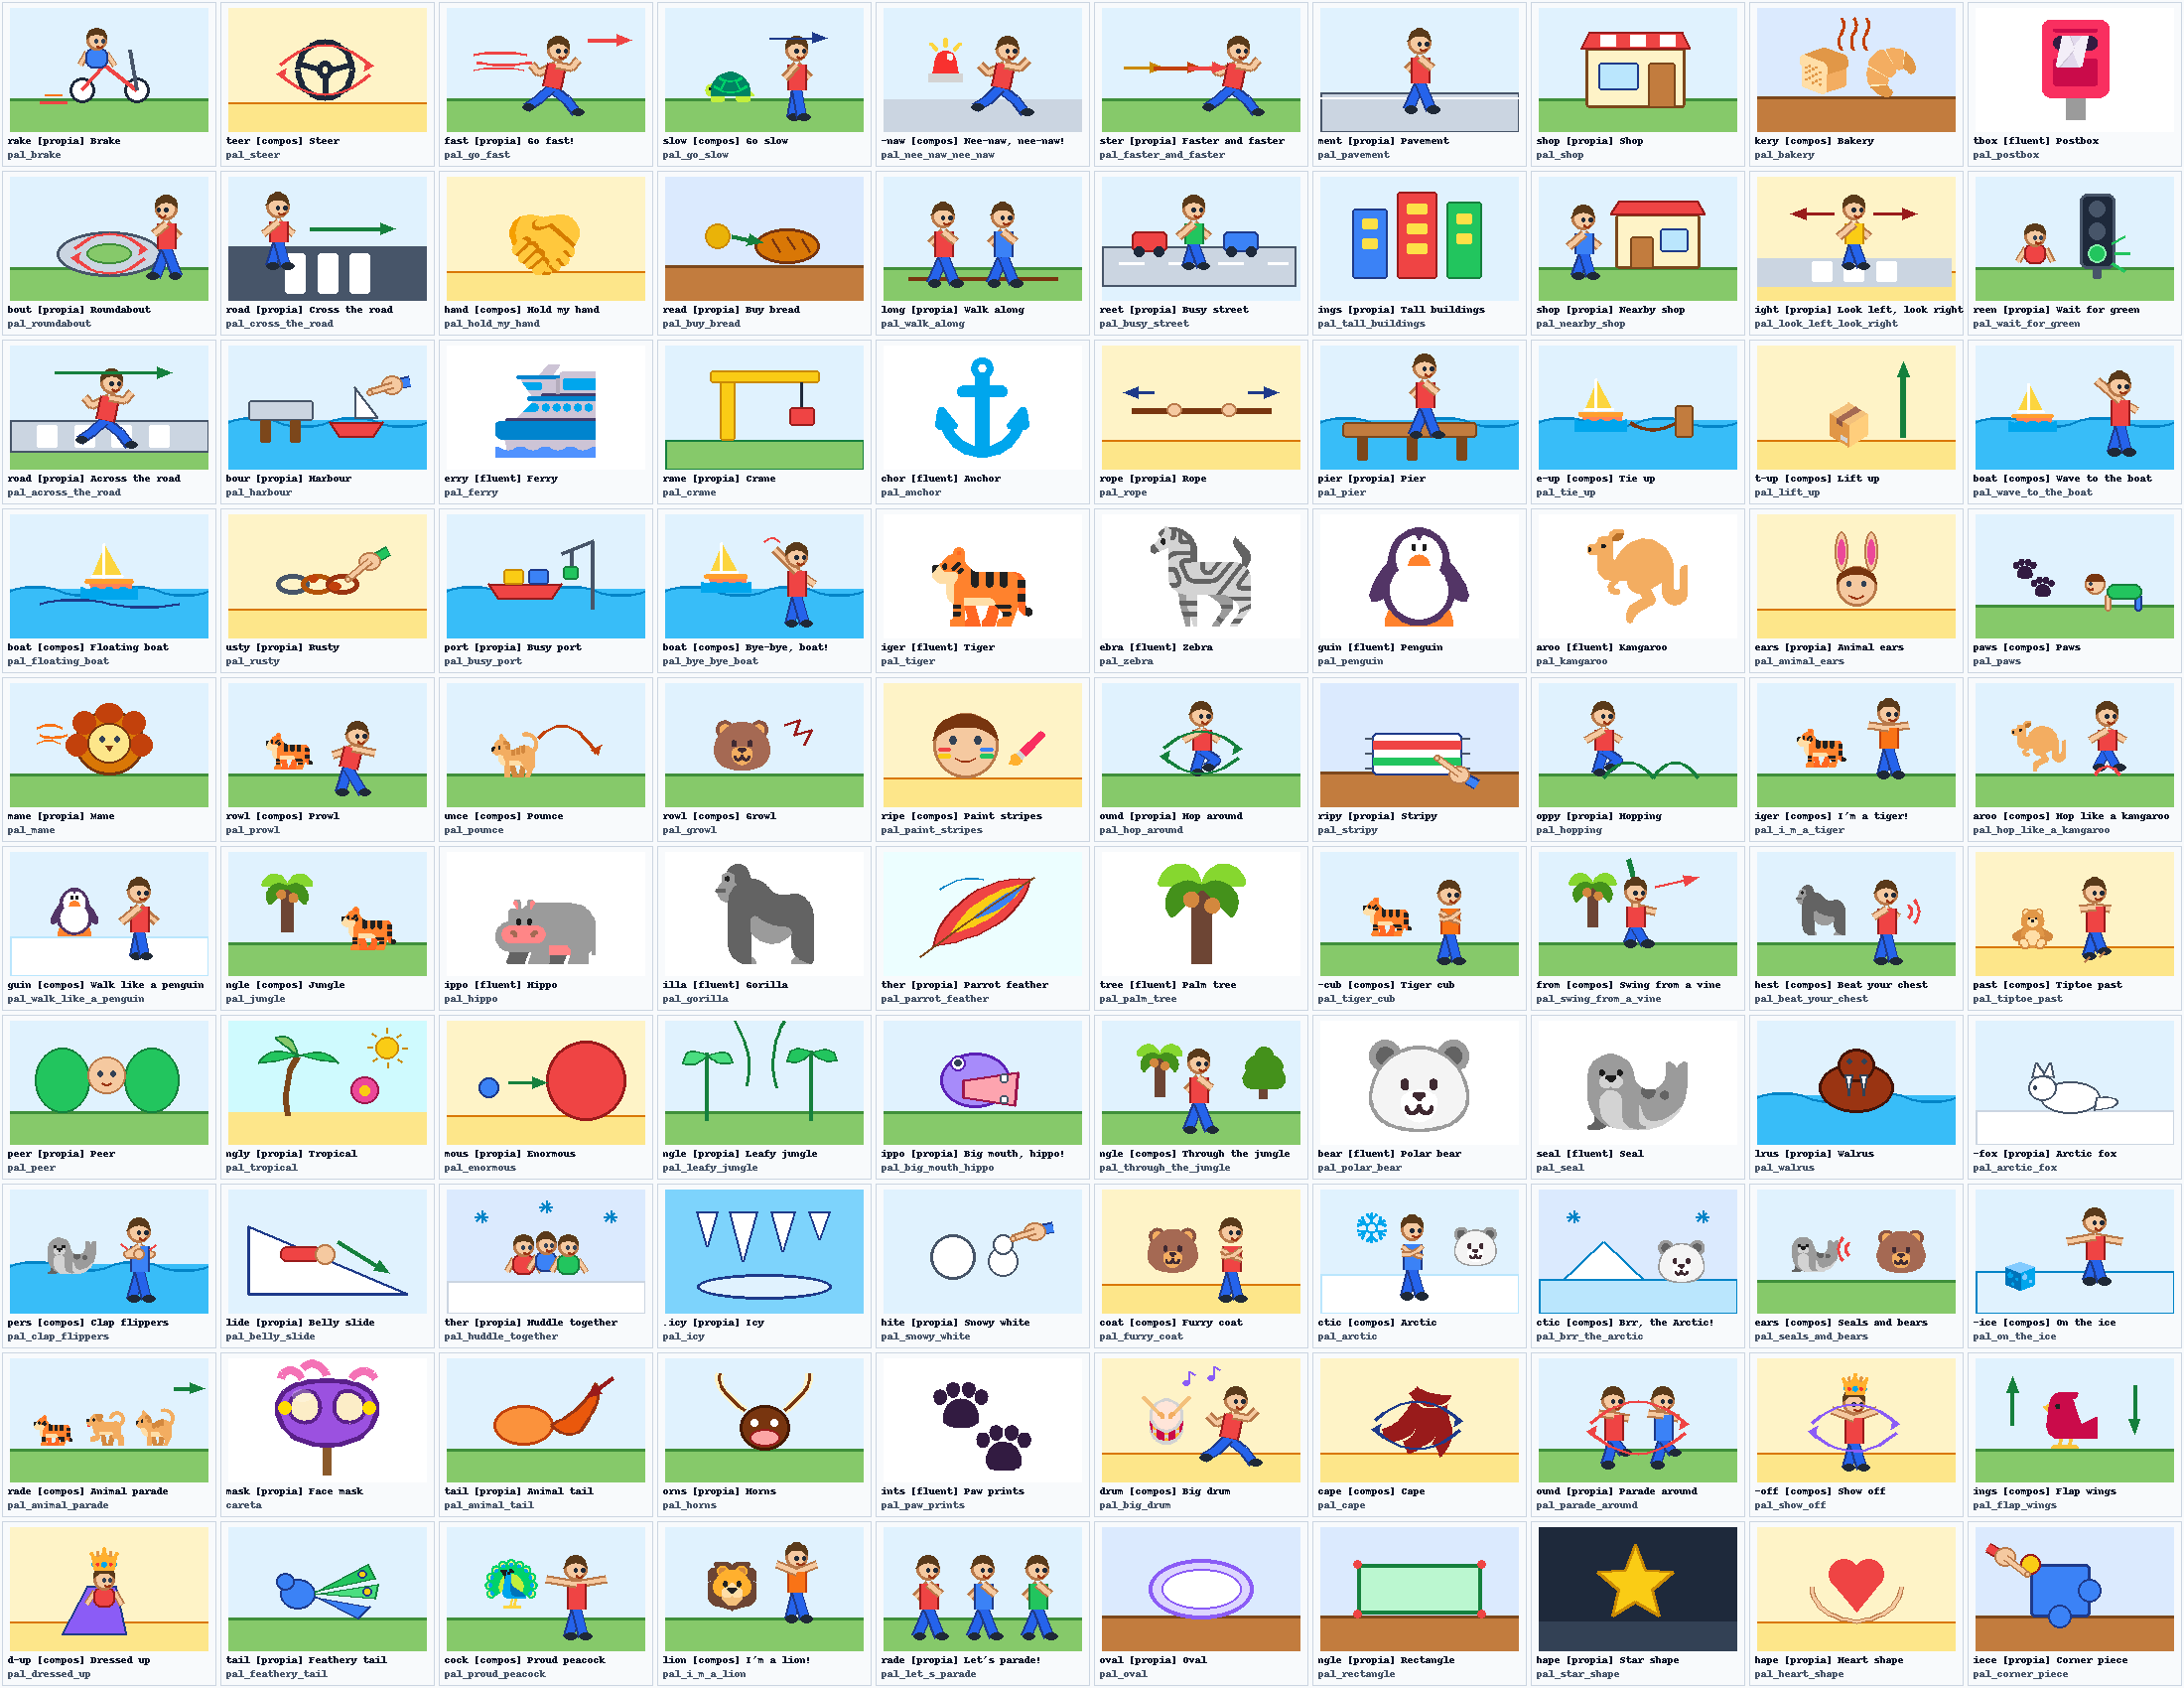 rake [propia] Brake
pal_brake
teer [compos] Steer
pal_steer
fast [propia] Go fast!
pal_go_fast
slow [compos] Go slow
pal_go_slow
-naw [compos] Nee-naw, nee-naw!
pal_nee_naw_nee_naw
ster [propia] Faster and faster
pal_faster_and_faster
ment [propia] Pavement
pal_pavement
shop [propia] Shop
pal_shop
kery [compos] Bakery
pal_bakery
tbox [fluent] Postbox
pal_postbox
bout [propia] Roundabout
pal_roundabout
road [propia] Cross the road
pal_cross_the_road
hand [compos] Hold my hand
pal_hold_my_hand
read [propia] Buy bread
pal_buy_bread
long [propia] Walk along
pal_walk_along
reet [propia] Busy street
pal_busy_street
ings [propia] Tall buildings
pal_tall_buildings
shop [propia] Nearby shop
pal_nearby_shop
ight [propia] Look left, look right
pal_look_left_look_right
reen [propia] Wait for green
pal_wait_for_green
road [propia] Across the road
pal_across_the_road
bour [propia] Harbour
pal_harbour
erry [fluent] Ferry
pal_ferry
rane [propia] Crane
pal_crane
chor [fluent] Anchor
pal_anchor
rope [propia] Rope
pal_rope
pier [propia] Pier
pal_pier
e-up [compos] Tie up
pal_tie_up
t-up [compos] Lift up
pal_lift_up
boat [compos] Wave to the boat
pal_wave_to_the_boat
boat [compos] Floating boat
pal_floating_boat
usty [propia] Rusty
pal_rusty
port [propia] Busy port
pal_busy_port
boat [compos] Bye-bye, boat!
pal_bye_bye_boat
iger [fluent] Tiger
pal_tiger
ebra [fluent] Zebra
pal_zebra
guin [fluent] Penguin
pal_penguin
aroo [fluent] Kangaroo
pal_kangaroo
ears [propia] Animal ears
pal_animal_ears
paws [compos] Paws
pal_paws
mane [propia] Mane
pal_mane
rowl [compos] Prowl
pal_prowl
unce [compos] Pounce
pal_pounce
rowl [compos] Growl
pal_growl
ripe [compos] Paint stripes
pal_paint_stripes
ound [propia] Hop around
pal_hop_around
ripy [propia] Stripy
pal_stripy
oppy [propia] Hopping
pal_hopping
iger [compos] I'm a tiger!
pal_i_m_a_tiger
aroo [compos] Hop like a kangaroo
pal_hop_like_a_kangaroo
guin [compos] Walk like a penguin
pal_walk_like_a_penguin
ngle [compos] Jungle
pal_jungle
ippo [fluent] Hippo
pal_hippo
illa [fluent] Gorilla
pal_gorilla
ther [propia] Parrot feather
pal_parrot_feather
tree [fluent] Palm tree
pal_palm_tree
-cub [compos] Tiger cub
pal_tiger_cub
from [compos] Swing from a vine
pal_swing_from_a_vine
hest [compos] Beat your chest
pal_beat_your_chest
past [compos] Tiptoe past
pal_tiptoe_past
peer [propia] Peer
pal_peer
ngly [propia] Tropical
pal_tropical
mous [propia] Enormous
pal_enormous
ngle [propia] Leafy jungle
pal_leafy_jungle
ippo [propia] Big mouth, hippo!
pal_big_mouth_hippo
ngle [compos] Through the jungle
pal_through_the_jungle
bear [fluent] Polar bear
pal_polar_bear
seal [fluent] Seal
pal_seal
lrus [propia] Walrus
pal_walrus
-fox [propia] Arctic fox
pal_arctic_fox
pers [compos] Clap flippers
pal_clap_flippers
lide [propia] Belly slide
pal_belly_slide
ther [propia] Huddle together
pal_huddle_together
.icy [propia] Icy
pal_icy
hite [propia] Snowy white
pal_snowy_white
coat [compos] Furry coat
pal_furry_coat
ctic [compos] Arctic
pal_arctic
ctic [compos] Brr, the Arctic!
pal_brr_the_arctic
ears [compos] Seals and bears
pal_seals_and_bears
-ice [compos] On the ice
pal_on_the_ice
rade [compos] Animal parade
pal_animal_parade
mask [propia] Face mask
careta
tail [propia] Animal tail
pal_animal_tail
orns [propia] Horns
pal_horns
ints [fluent] Paw prints
pal_paw_prints
drum [compos] Big drum
pal_big_drum
cape [compos] Cape
pal_cape
ound [propia] Parade around
pal_parade_around
-off [compos] Show off
pal_show_off
ings [compos] Flap wings
pal_flap_wings
d-up [compos] Dressed up
pal_dressed_up
tail [propia] Feathery tail
pal_feathery_tail
cock [compos] Proud peacock
pal_proud_peacock
lion [compos] I'm a lion!
pal_i_m_a_lion
rade [propia] Let's parade!
pal_let_s_parade
oval [propia] Oval
pal_oval
ngle [propia] Rectangle
pal_rectangle
hape [propia] Star shape
pal_star_shape
hape [propia] Heart shape
pal_heart_shape
iece [propia] Corner piece
pal_corner_piece